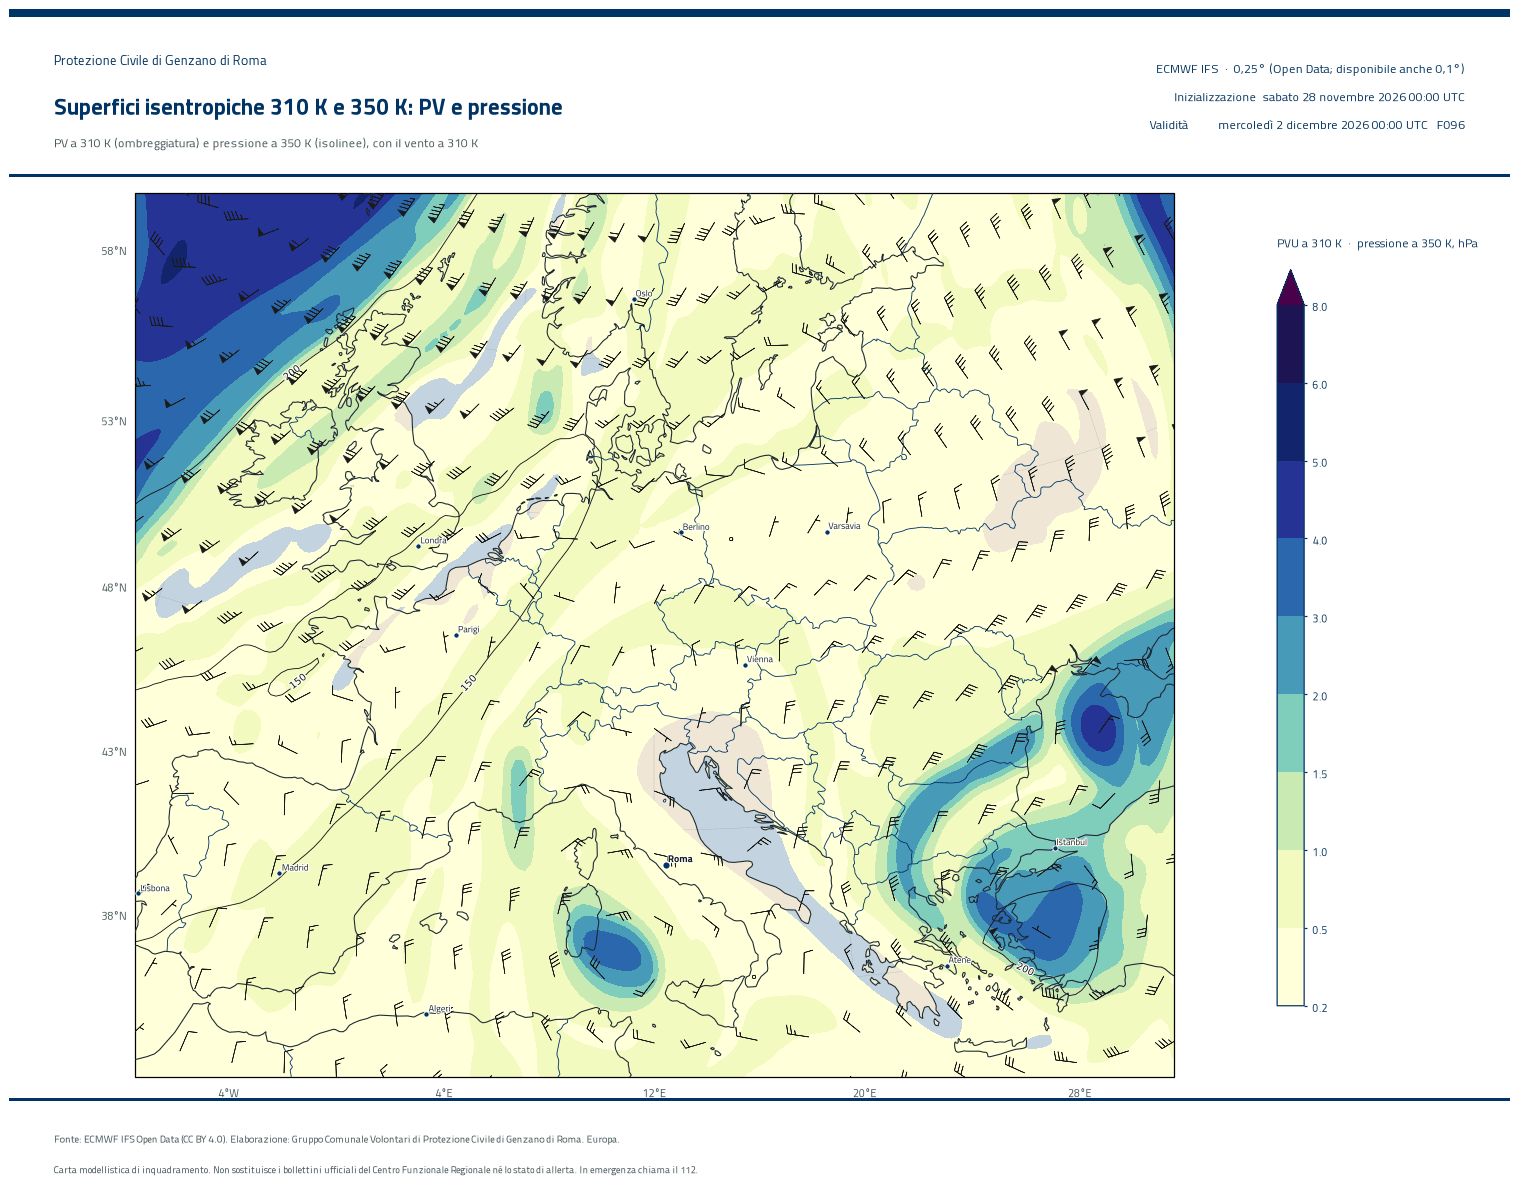 Protezione Civile di Genzano di Roma
Superfici isentropiche 310 K e 350 K: PV e pressione
PV a 310 K (ombreggiatura) e pressione a 350 K (isolinee), con il vento a 310 K
ECMWF IFS · 0,25° (Open Data; disponibile anche 0,1°)
Inizializzazione sabato 28 novembre 2026 00:00 UTC
Validità mercoledì 2 dicembre 2026 00:00 UTC F096
PVU a 310 K · pressione a 350 K, hPa
8.0
6.0
5.0
4.0
3.0
2.0
1.5
1.0
0.5
0.2
58°N
53°N
48°N
43°N
38°N
4°W
4°E
12°E
20°E
28°E
Oslo
200
Berlino
Varsavia
Londra
Parigi
Vienna
150
150
Istanbul
Roma
Madrid
Lisbona
Atene
200
Algeri
Fonte: ECMWF IFS Open Data (CC BY 4.0). Elaborazione: Gruppo Comunale Volontari di Protezione Civile di Genzano di Roma. Europa.
Carta modellistica di inquadramento. Non sostituisce i bollettini ufficiali del Centro Funzionale Regionale né lo stato di allerta. In emergenza chiama il 112.